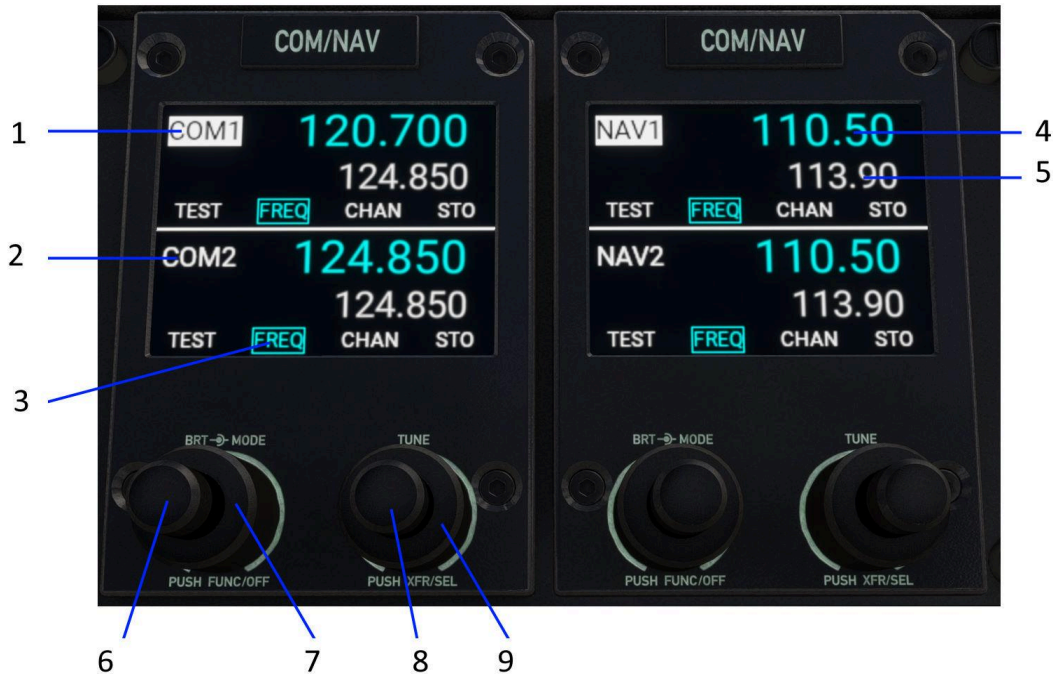 COM/NAV
COM1 120.700
124.850
TEST FREQ CHAN STO
COM2 124.850
124.850
TEST FREQ CHAN STO
BRT MODE TUNE
PUSH FUNC/OFF PUSH XFR/SEL
COM/NAV
NAV1 110.50
113.90
TEST FREQ CHAN STO
NAV2 110.50
113.90
TEST FREQ CHAN STO
BRT MODE TUNE
PUSH FUNC/OFF PUSH XFR/SEL
1
2
3
4
5
6 7 8 9